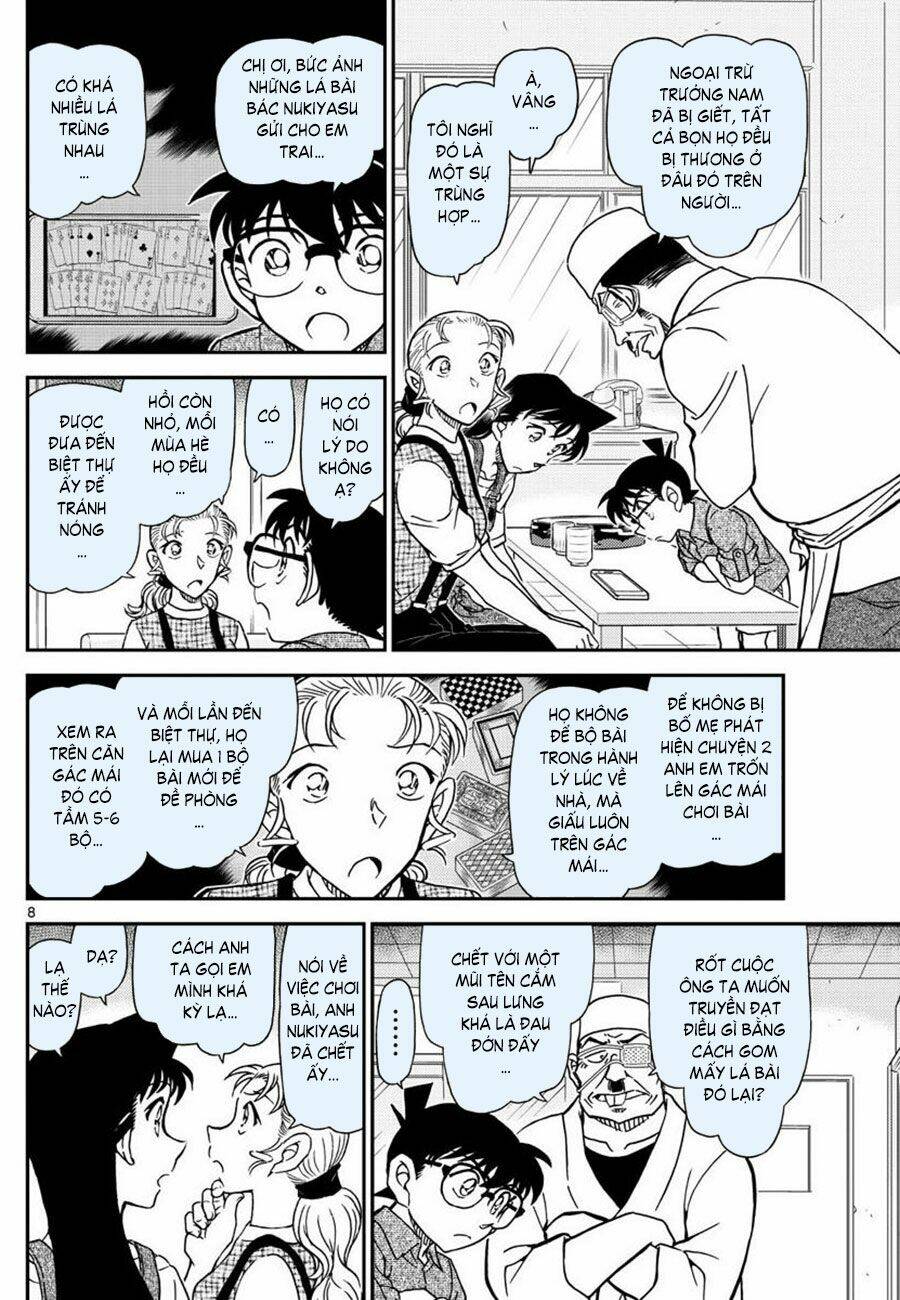 NGOẠI TRỪ
TRƯỞNG NAM
ĐÃ BỊ GIẾT, TẤT
CẢ BỌN HỌ ĐỀU
BỊ THƯƠNG Ở
ĐÂU ĐÓ TRÊN
NGƯỜI...
À,
VÂNG
...
TÔI NGHĨ
ĐÓ LÀ
MỘT SỰ
TRÙNG
HỢP...
CHỊ ƠI, BỨC ẢNH
NHỮNG LÁ BÀI
BÁC NUKIYASU
GỬI CHO EM
TRAI...
CÓ KHÁ
NHIỀU LÁ
TRÙNG
NHAU
...
HỌ CÓ
NÓI
LÝ DO
KHÔNG
Ạ?
CÓ
...
HỒI CÒN
NHỎ, MỖI
MÙA HÈ
HỌ ĐỀU
...
ĐƯỢC
ĐƯA ĐẾN
BIỆT THỰ
ẤY ĐỂ
TRÁNH
NÓNG
...
ĐỂ KHÔNG BỊ
BỐ MẸ PHÁT
HIỆN CHUYỆN 2
ANH EM TRỐN
LÊN GÁC MÁI
CHƠI BÀI
...
HỌ KHÔNG
ĐỂ BỘ BÀI
TRONG HÀNH
LÝ LÚC VỀ
NHÀ, MÀ
GIẤU LUÔN
TRÊN GÁC
MÁI...
VÀ MỖI LẦN ĐẾN
BIỆT THỰ, HỌ
LẠI MUA 1 BỘ
BÀI MỚI ĐỂ
ĐỀ PHÒNG
...
XEM RA
TRÊN CĂN
GÁC MÁI
ĐÓ CÓ
TẦM 5-6
BỘ...
8
RỐT CUỘC
ÔNG TA MUỐN
TRUYỀN ĐẠT
ĐIỀU GÌ BẰNG
CÁCH GOM
MẤY LÁ BÀI
ĐÓ LẠI?
CHẾT VỚI MỘT
MŨI TÊN CẮM
SAU LƯNG
KHÁ LÀ ĐAU
ĐỚN ĐẤY
...
.....
NÓI VỀ
VIỆC CHƠI
BÀI, ANH
NUKIYASU
ĐÃ CHẾT
ẤY...
CÁCH ANH
TA GỌI EM
MÌNH KHÁ
KỲ LẠ...
DẠ?
LẠ
THẾ
NÀO?